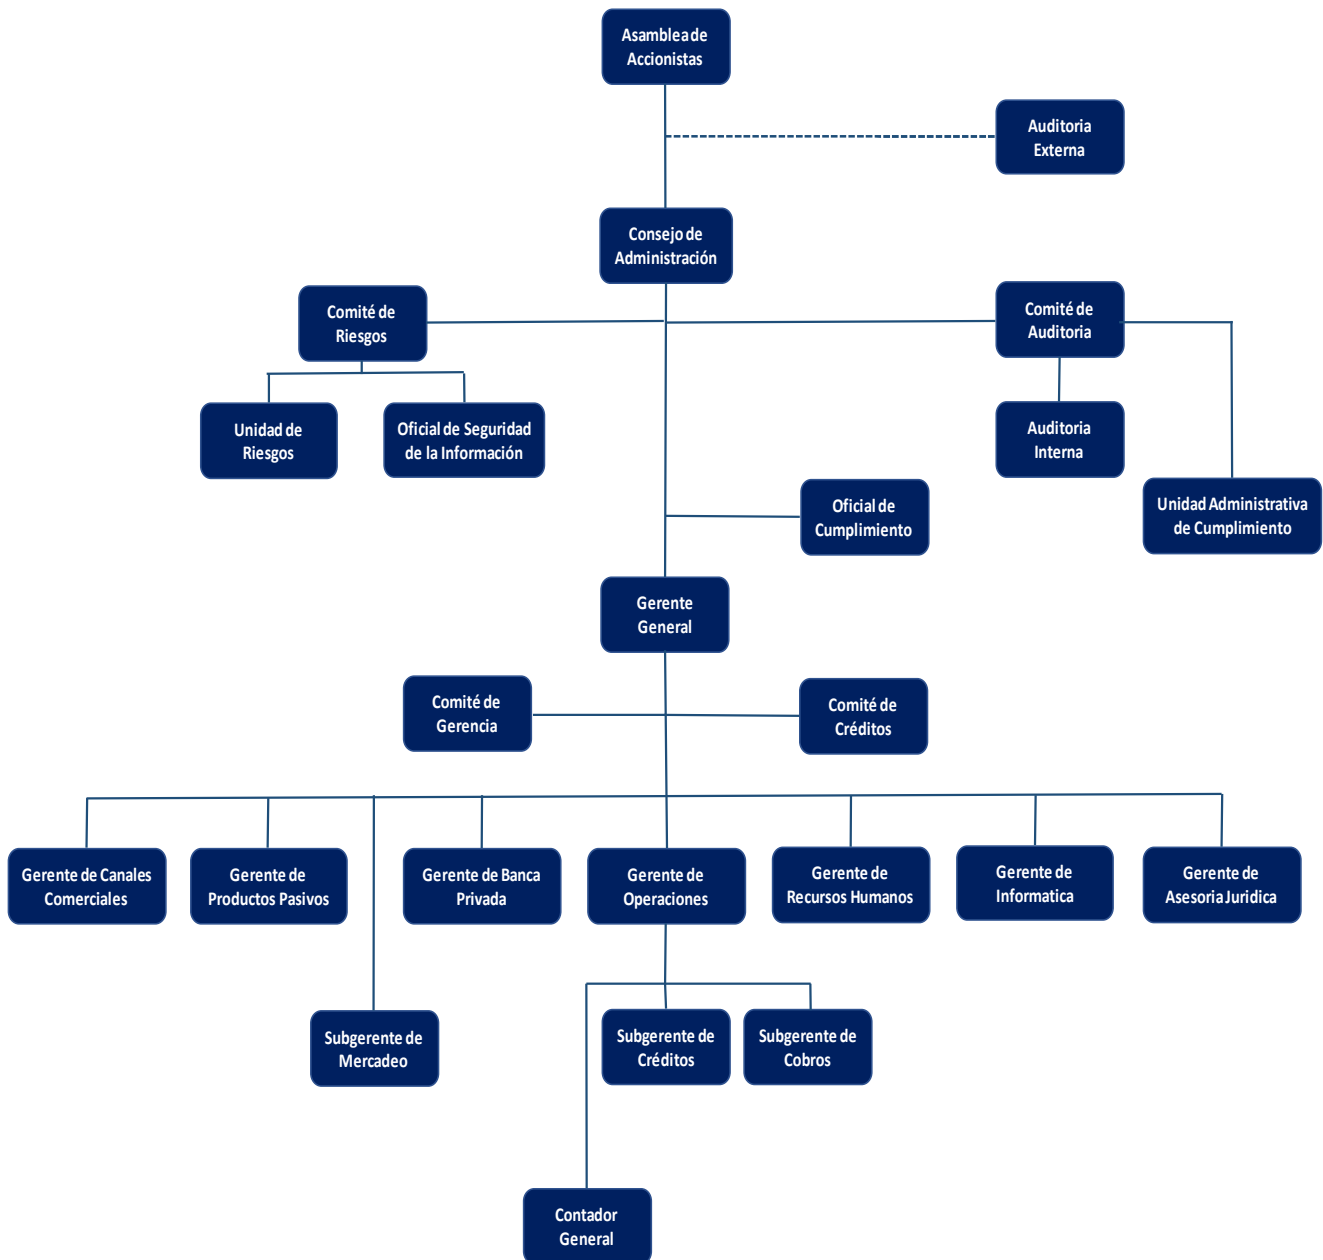 Asamblea de
Accionistas
Auditoria
Externa
Consejo de
Administración
Comité de
Riesgos
Comité de
Auditoria
Unidad de
Riesgos
Oficial de Seguridad
de la Información
Auditoria
Interna
Oficial de
Cumplimiento
Unidad Administrativa
de Cumplimiento
Gerente
General
Comité de
Gerencia
Comité de
Créditos
Gerente de Canales
Comerciales
Gerente de
Productos Pasivos
Gerente de Banca
Privada
Gerente de
Operaciones
Gerente de
Recursos Humanos
Gerente de
Informatica
Gerente de
Asesoria Juridica
Subgerente de
Mercadeo
Subgerente de
Créditos
Subgerente de
Cobros
Contador
General